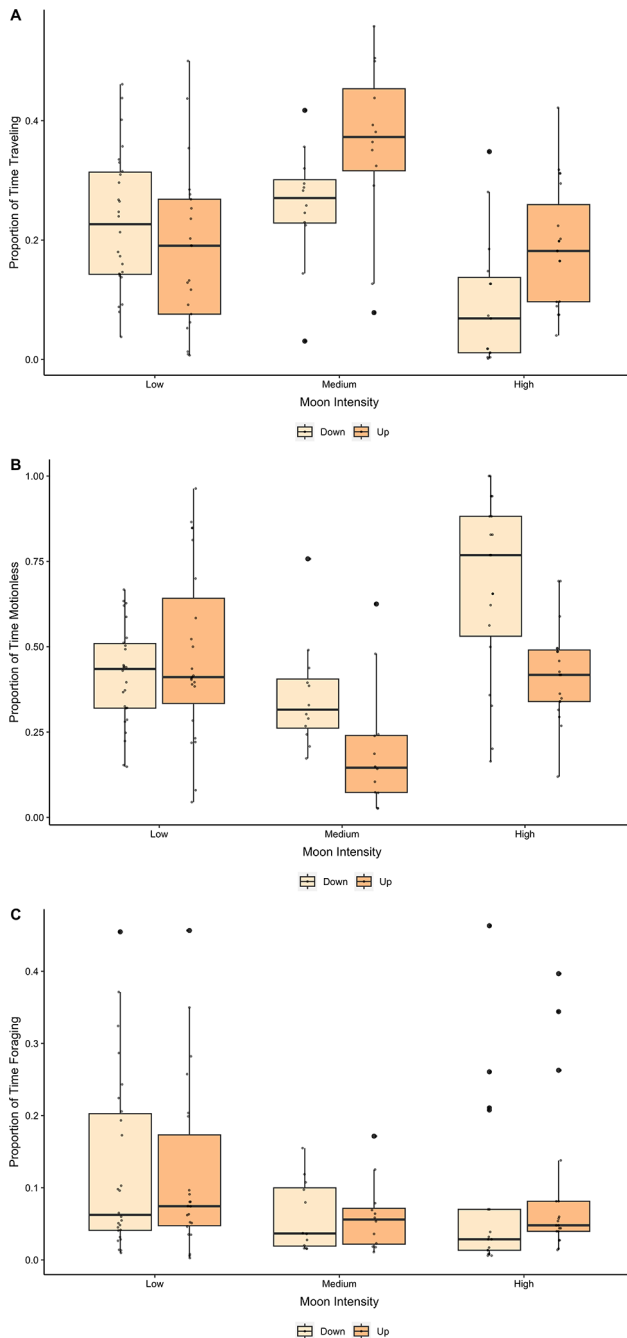 A
Proportion of Time Traveling
0.4
0.2
0.0
Low Medium High
Moon Intensity
Down Up
B
Proportion of Time Motionless
1.00
0.75
0.50
0.25
0.00
Low Medium High
Moon Intensity
Down Up
C
Proportion of Time Foraging
0.4
0.3
0.2
0.1
0.0
Low Medium High
Moon Intensity
Down Up